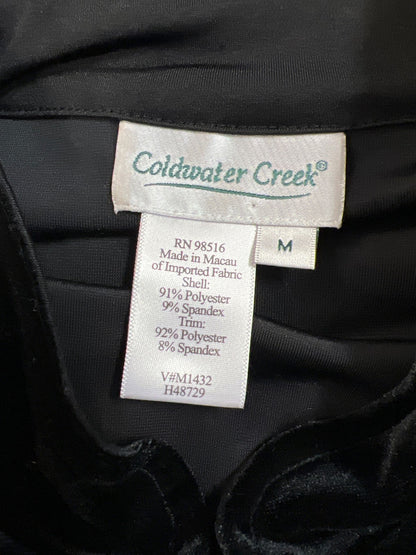 Coldwater Creek®
M
RN 98516
Made in Macau
of Imported Fabric
Shell:
91% Polyester
9% Spandex
Trim:
92% Polyester
8% Spandex
V#M1432
H48729